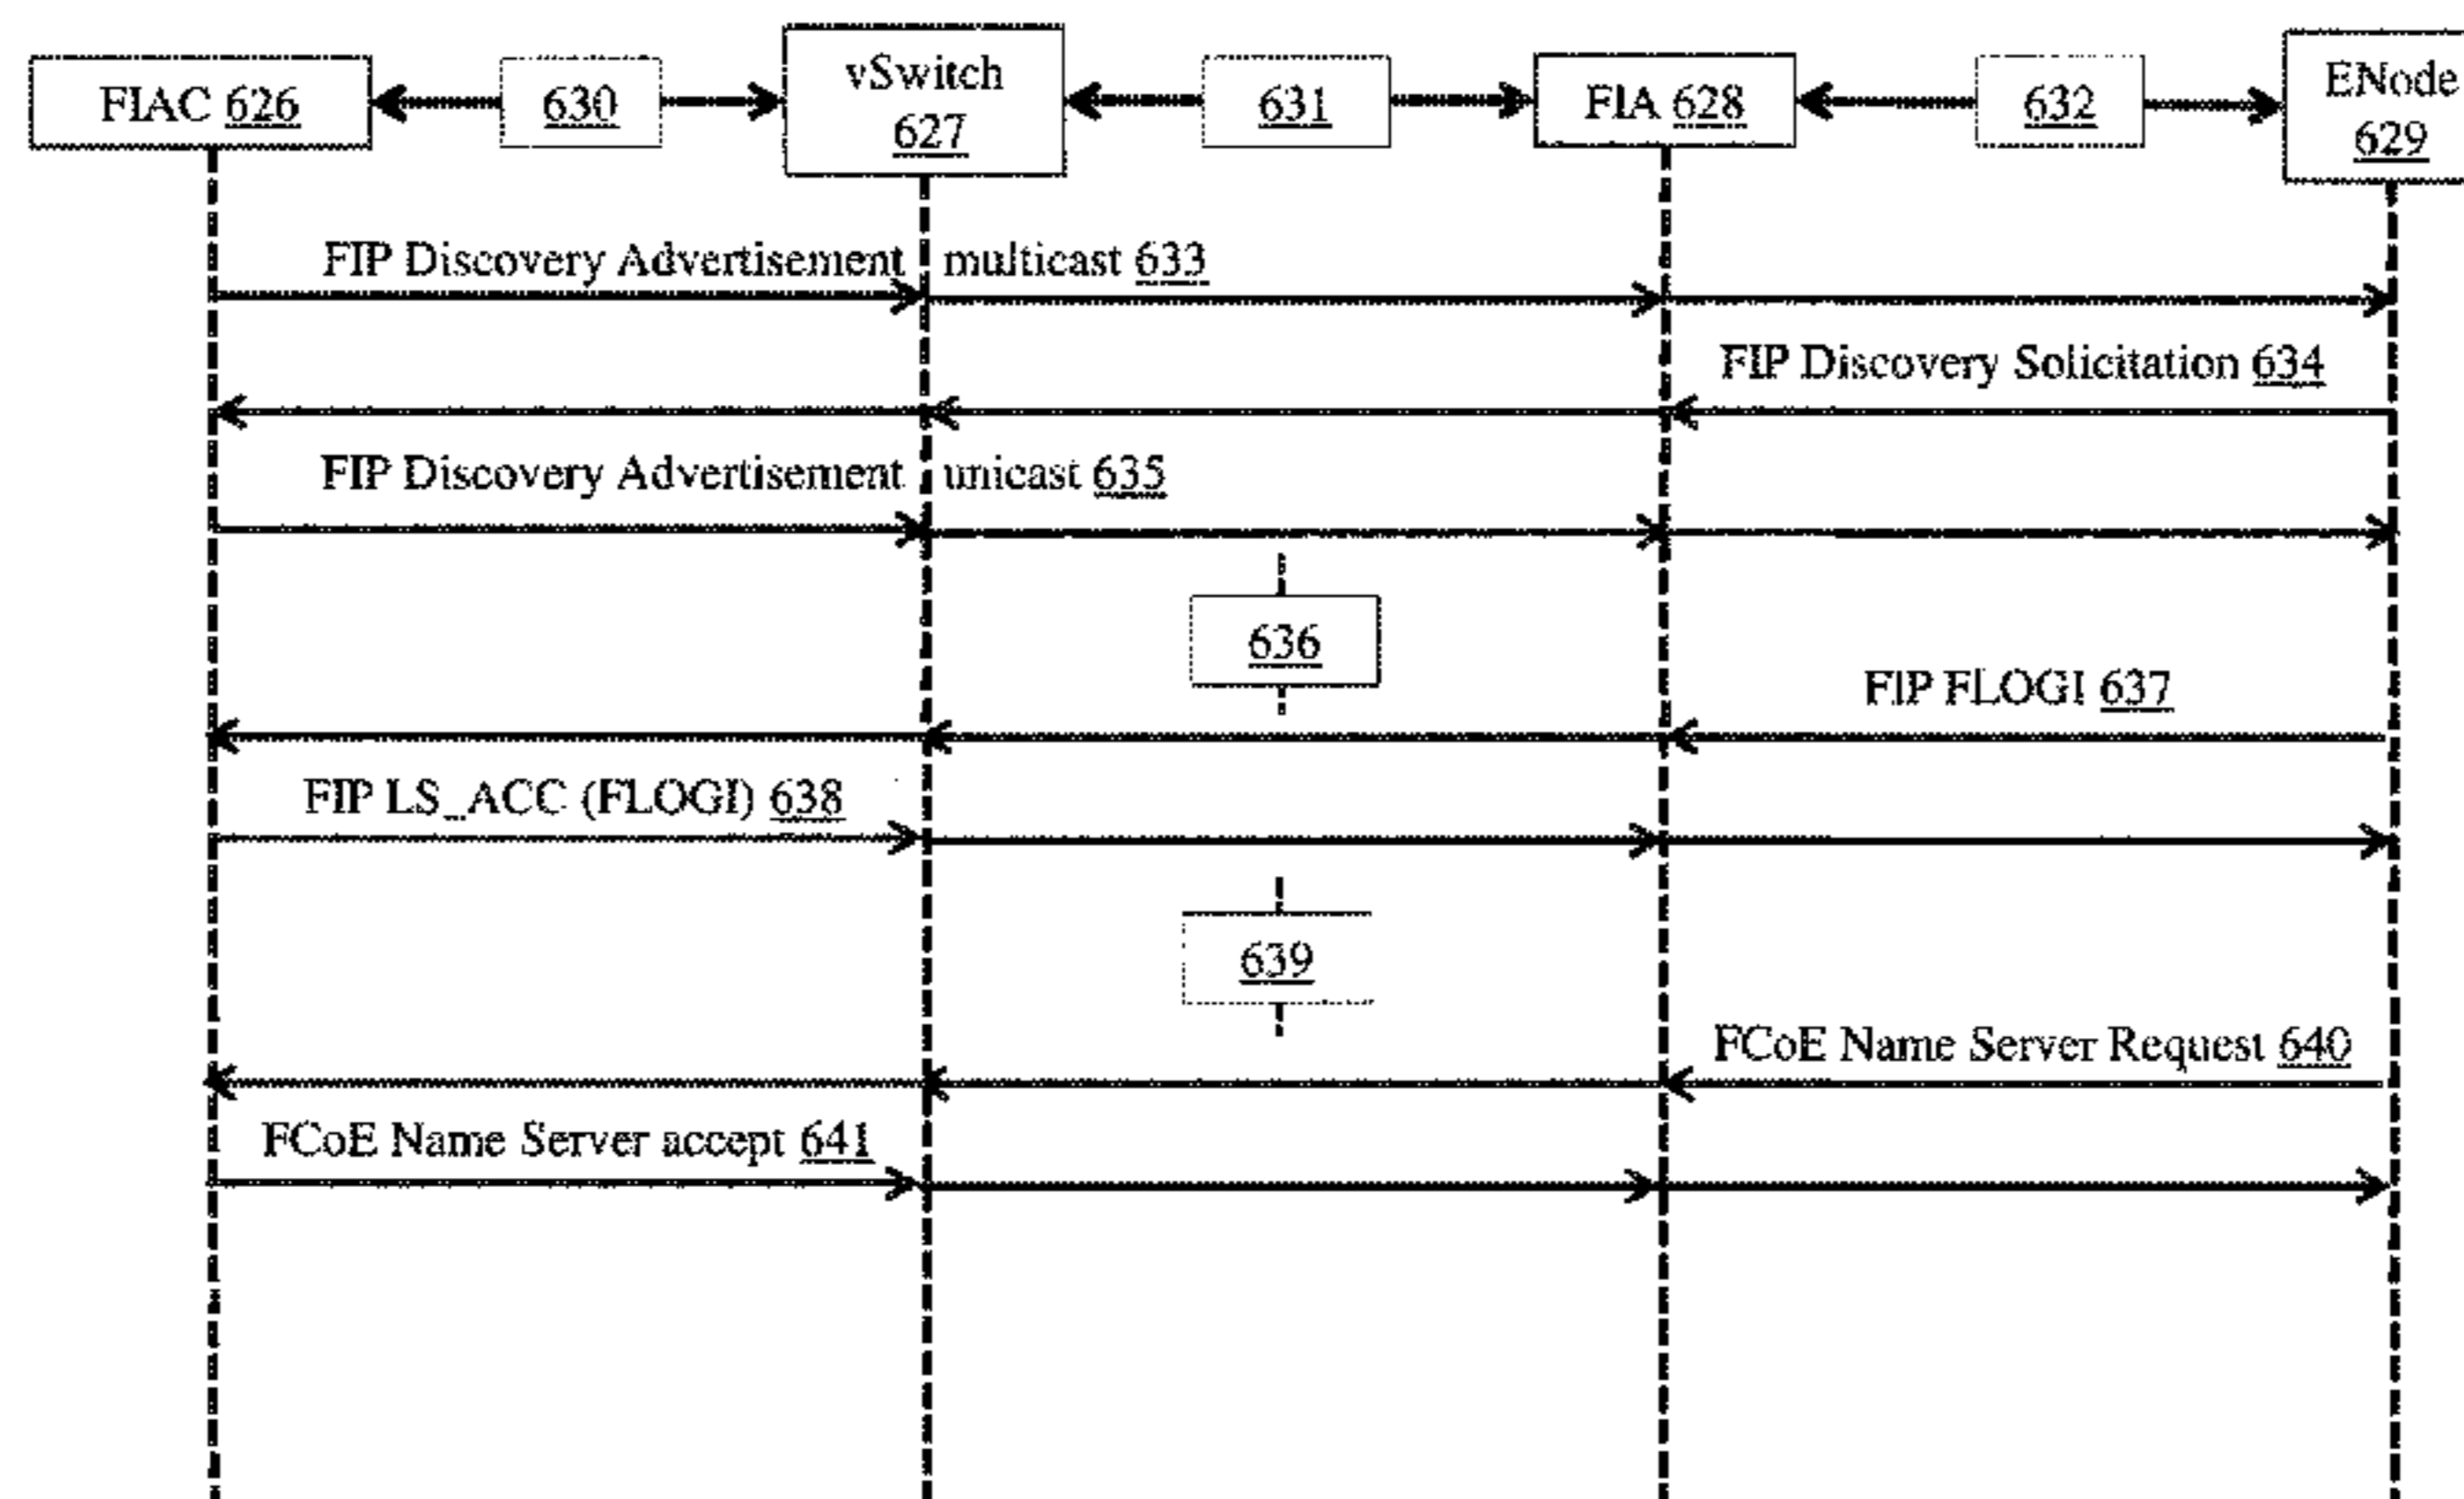 FIAC 626
630
vSwitch
627
631
FIA 628
632
ENode
629
FIP Discovery Advertisement multicast 633
FIP Discovery Solicitation 634
FIP Discovery Advertisement unicast 635
636
FIP FLOGI 637
FIP LS_ACC (FLOGI) 638
639
FCoE Name Server Request 640
FCoE Name Server accept 641